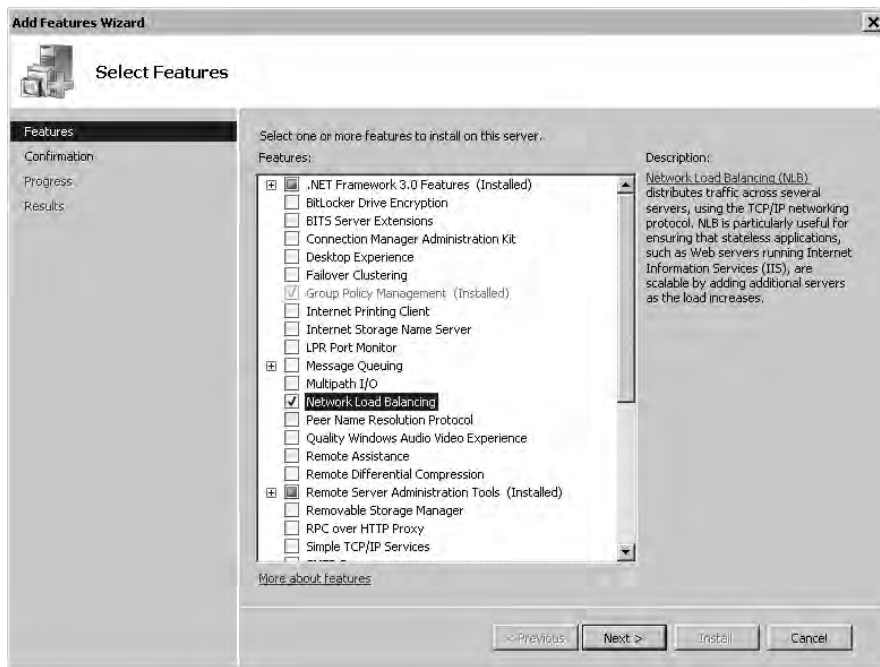 Add Features Wizard
Select Features
Features
Confirmation
Progress
Results
Select one or more features to install on this server.
Features:
.NET Framework 3.0 Features (Installed)
BitLocker Drive Encryption
BITS Server Extensions
Connection Manager Administration Kit
Desktop Experience
Failover Clustering
Group Policy Management (Installed)
Internet Printing Client
Internet Storage Name Server
LPR Port Monitor
Message Queuing
Multipath I/O
Network Load Balancing
Peer Name Resolution Protocol
Quality Windows Audio Video Experience
Remote Assistance
Remote Differential Compression
Remote Server Administration Tools (Installed)
Removable Storage Manager
RPC over HTTP Proxy
Simple TCP/IP Services
Description:
Network Load Balancing (NLB)
distributes traffic across several
servers, using the TCP/IP networking
protocol. NLB is particularly useful for
ensuring that stateless applications,
such as Web servers running Internet
Information Services (IIS), are
scalable by adding additional servers
as the load increases.
More about features
< Previous
Next >
Install
Cancel